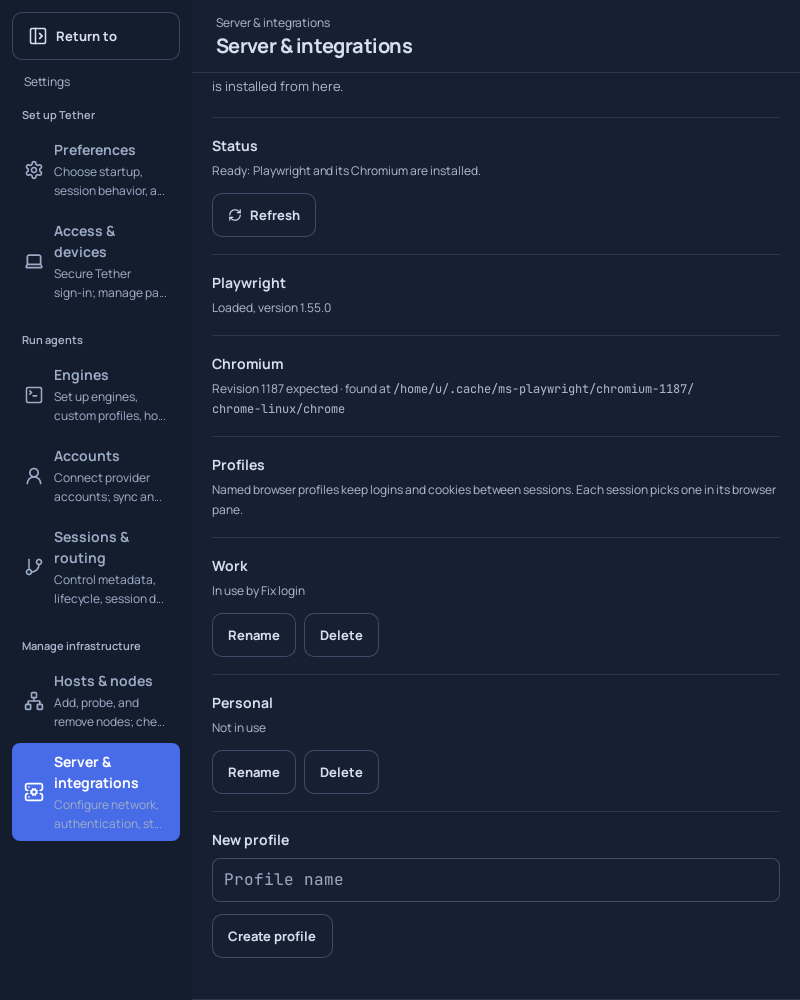 Return to
Settings
Set up Tether
Preferences
Choose startup,
session behavior, a...
Access &
devices
Secure Tether
sign-in; manage pa...
Run agents
Engines
Set up engines,
custom profiles, ho...
Accounts
Connect provider
accounts; sync an...
Sessions &
routing
Control metadata,
lifecycle, session d...
Manage infrastructure
Hosts & nodes
Add, probe, and
remove nodes; che...
Server &
integrations
Configure network,
authentication, st...
Server & integrations
Server & integrations
is installed from here.
Status
Ready: Playwright and its Chromium are installed.
Refresh
Playwright
Loaded, version 1.55.0
Chromium
Revision 1187 expected · found at /home/u/.cache/ms-playwright/chromium-1187/
chrome-linux/chrome
Profiles
Named browser profiles keep logins and cookies between sessions. Each session picks one in its browser
pane.
Work
In use by Fix login
Rename Delete
Personal
Not in use
Rename Delete
New profile
Profile name
Create profile